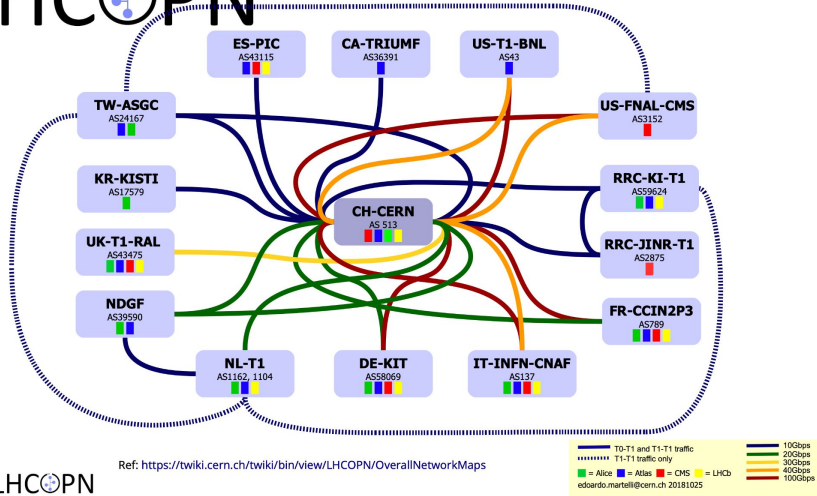 LHCOPN
ES-PIC
AS43115
CA-TRIUMF
AS36391
US-T1-BNL
AS43
TW-ASGC
AS24167
US-FNAL-CMS
AS3152
KR-KISTI
AS17579
RRC-KI-T1
AS59624
CH-CERN
AS 513
UK-T1-RAL
AS43475
RRC-JINR-T1
AS2875
NDGF
AS39590
FR-CCIN2P3
AS789
NL-T1
AS1162, 1104
DE-KIT
AS58069
IT-INFN-CNAF
AS137
T0-T1 and T1-T1 traffic
T1-T1 traffic only
= Alice = Atlas = CMS = LHCb
edoardo.martelli@cern.ch 20181025
10Gbps
20Gbps
30Gbps
40Gbps
100Gbps
Ref: https://twiki.cern.ch/twiki/bin/view/LHCOPN/OverallNetworkMaps
LHCOPN